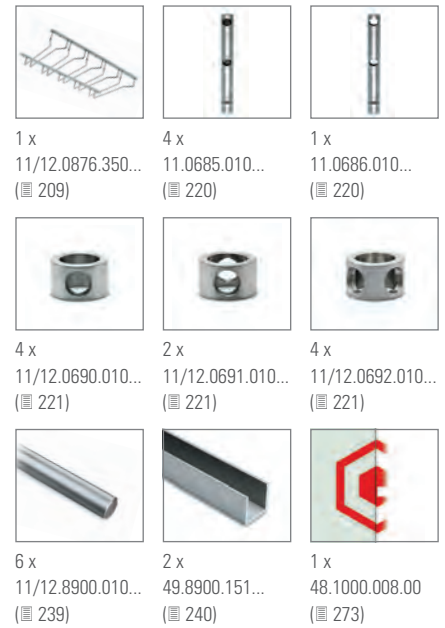 1 x
11/12.0876.350...
(209)
4 x
11.0685.010...
(220)
1 x
11.0686.010...
(220)
4 x
11/12.0690.010...
(221)
2 x
11/12.0691.010...
(221)
4 x
11/12.0692.010...
(221)
6 x
11/12.8900.010...
(239)
2 x
49.8900.151...
(240)
1 x
48.1000.008.00
(273)